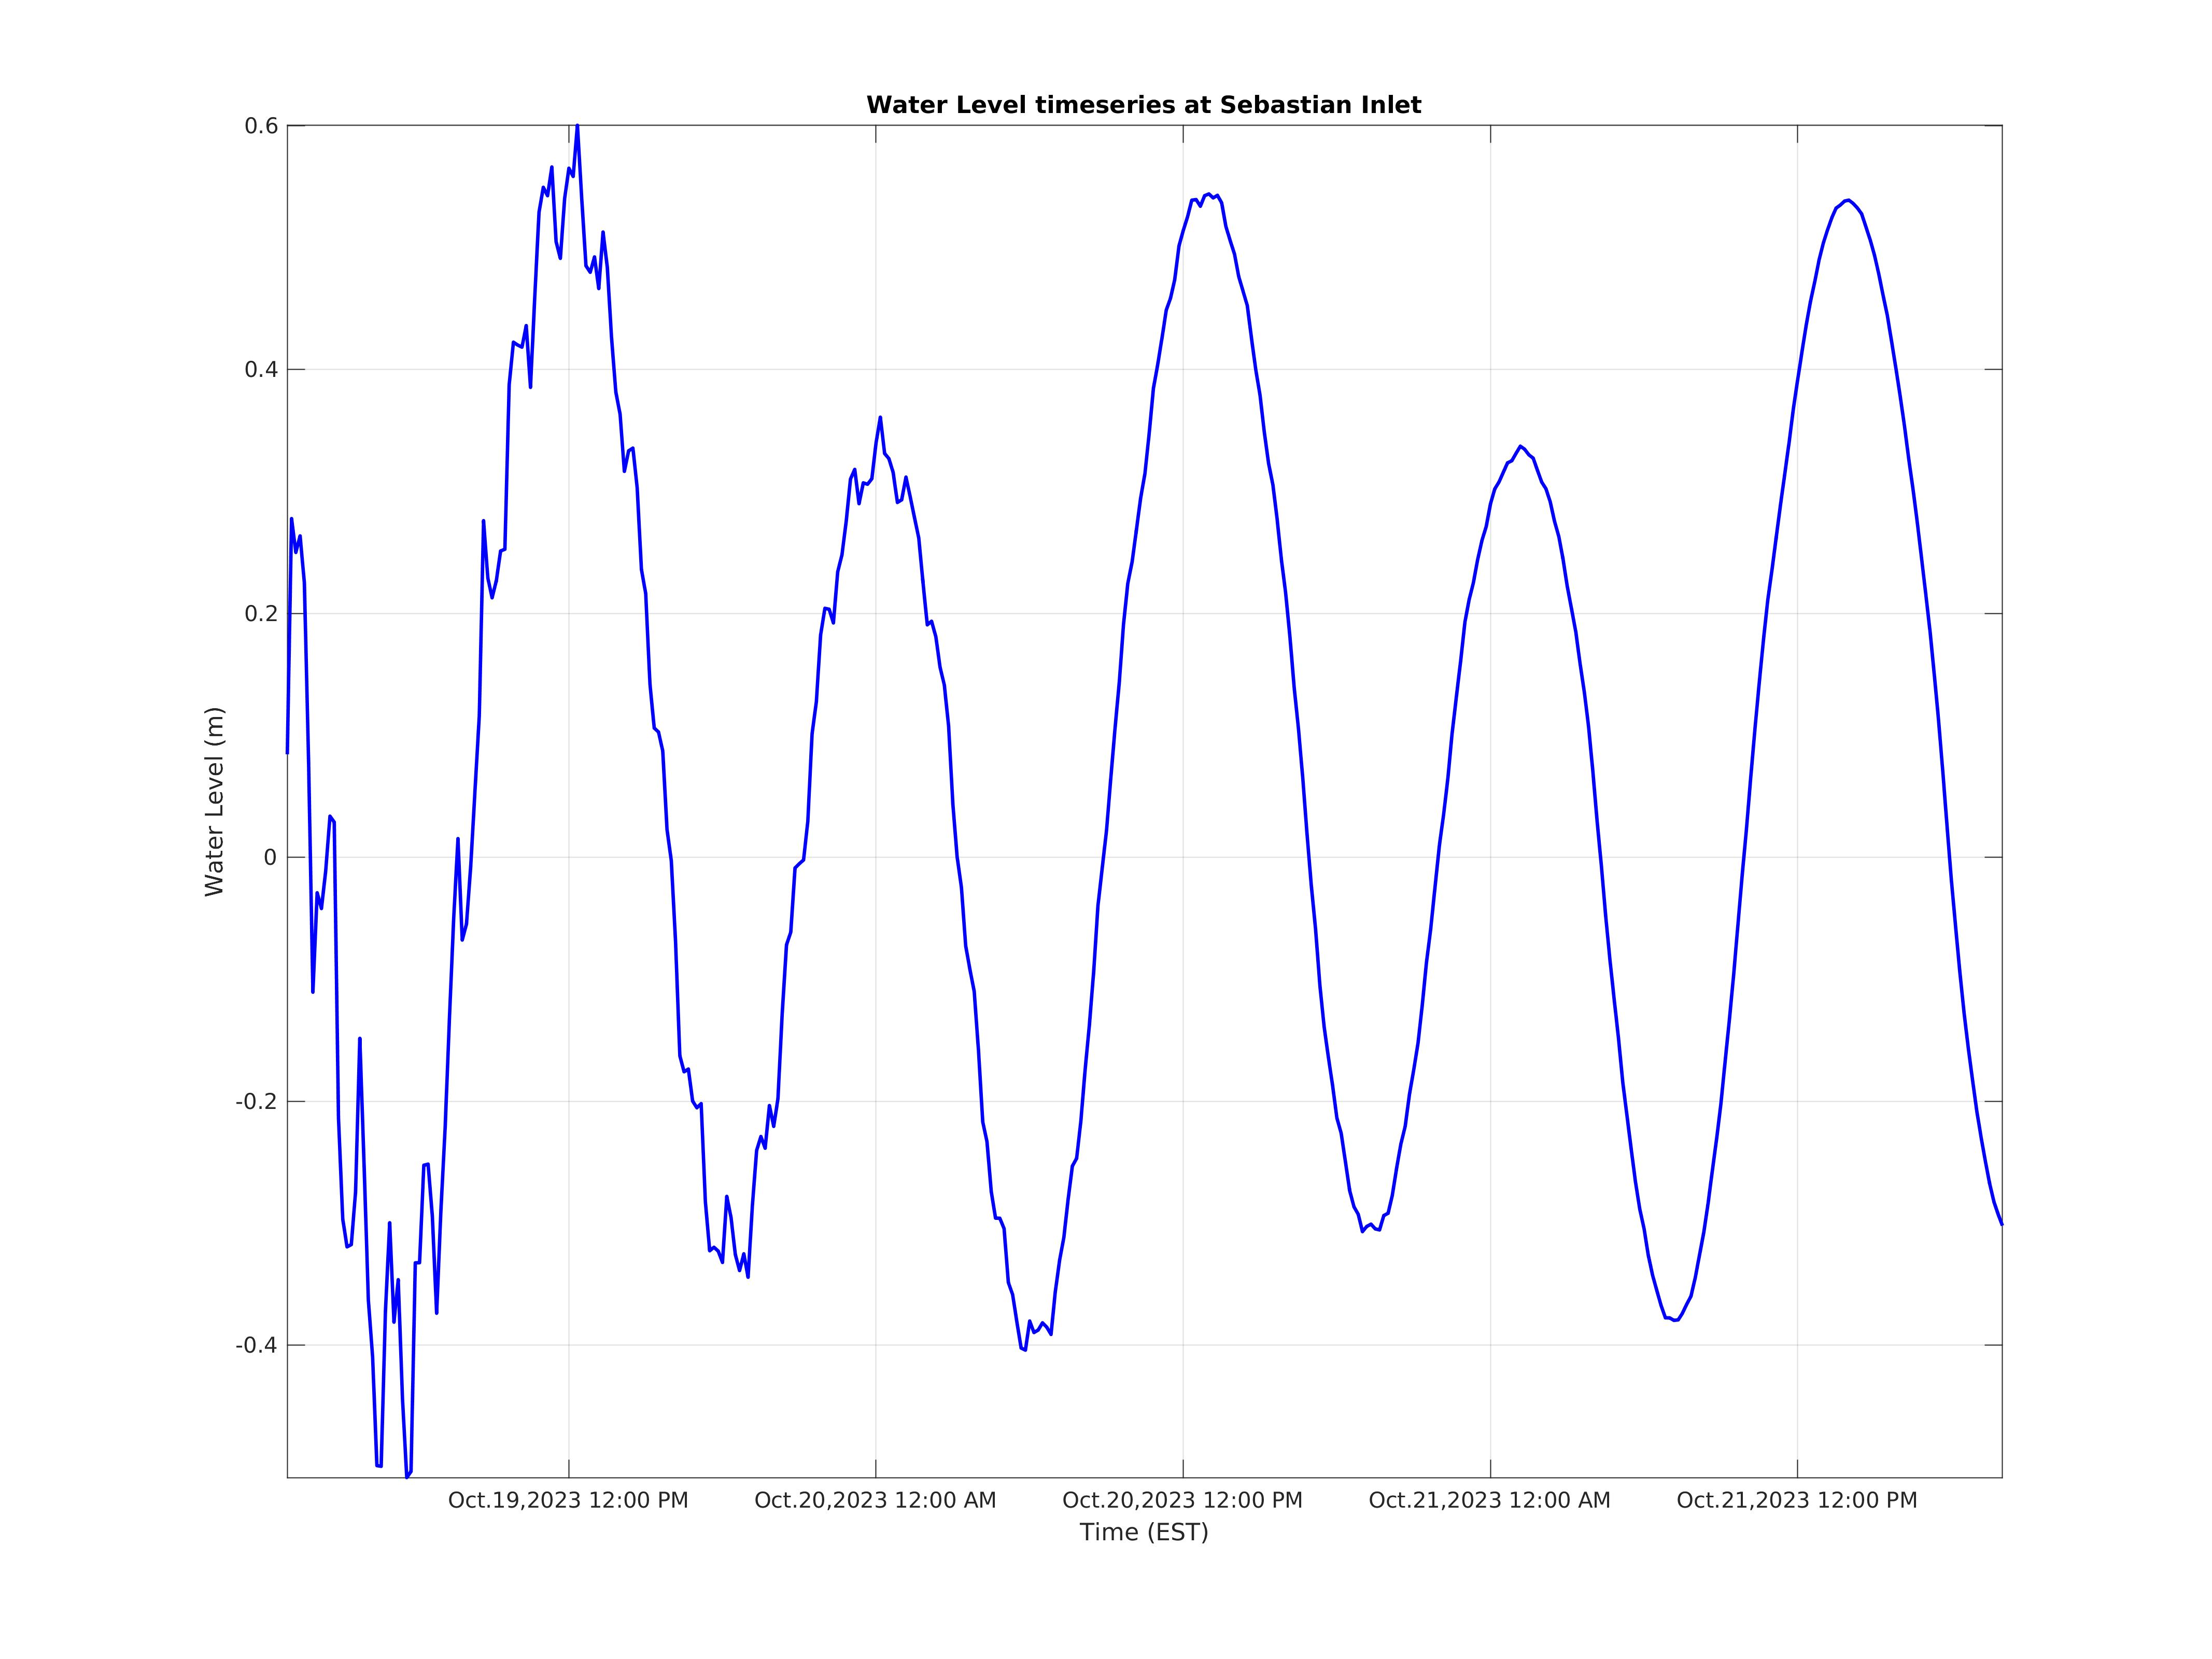 Water Level timeseries at Sebastian Inlet
0.6
0.4
0.2
0
-0.2
-0.4
Water Level (m)
Oct.19,2023 12:00 PM
Oct.20,2023 12:00 AM
Oct.20,2023 12:00 PM
Oct.21,2023 12:00 AM
Oct.21,2023 12:00 PM
Time (EST)